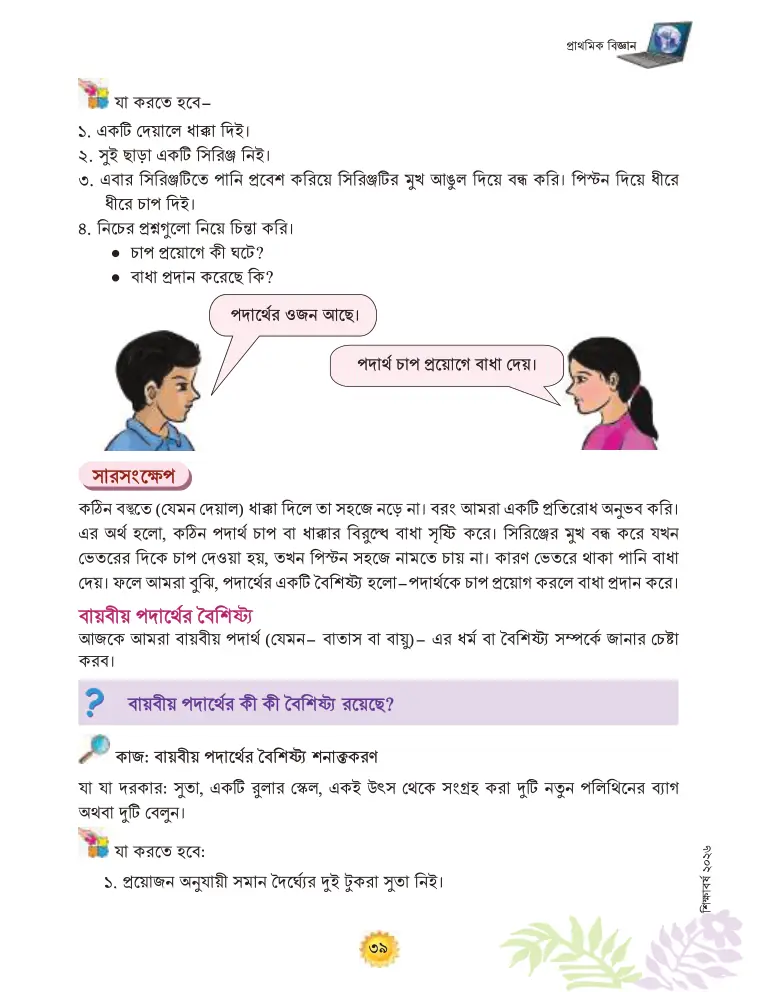 প্রাথমিক বিজ্ঞান
যা করতে হবে–
১. একটি দেয়ালে ধাক্কা দিই।
২. সুই ছাড়া একটি সিরিঞ্জ নিই।
৩. এবার সিরিঞ্জটিতে পানি প্রবেশ করিয়ে সিরিঞ্জটির মুখ আঙুল দিয়ে বন্ধ করি। পিস্টন দিয়ে ধীরে
ধীরে চাপ দিই।
৪. নিচের প্রশ্নগুলো নিয়ে চিন্তা করি।
● চাপ প্রয়োগে কী ঘটে?
● বাধা প্রদান করেছে কি?
পদার্থের ওজন আছে।
পদার্থ চাপ প্রয়োগে বাধা দেয়।
সারসংক্ষেপ
কঠিন বস্তুতে (যেমন দেয়াল) ধাক্কা দিলে তা সহজে নড়ে না। বরং আমরা একটি প্রতিরোধ অনুভব করি।
এর অর্থ হলো, কঠিন পদার্থ চাপ বা ধাক্কার বিরুদ্ধে বাধা সৃষ্টি করে। সিরিঞ্জের মুখ বন্ধ করে যখন
ভেতরের দিকে চাপ দেওয়া হয়, তখন পিস্টন সহজে নামতে চায় না। কারণ ভেতরে থাকা পানি বাধা
দেয়। ফলে আমরা বুঝি, পদার্থের একটি বৈশিষ্ট্য হলো–পদার্থকে চাপ প্রয়োগ করলে বাধা প্রদান করে।
বায়বীয় পদার্থের বৈশিষ্ট্য
আজকে আমরা বায়বীয় পদার্থ (যেমন– বাতাস বা বায়ু)– এর ধর্ম বা বৈশিষ্ট্য সম্পর্কে জানার চেষ্টা
করব।
? বায়বীয় পদার্থের কী কী বৈশিষ্ট্য রয়েছে?
কাজ: বায়বীয় পদার্থের বৈশিষ্ট্য শনাক্তকরণ
যা যা দরকার: সুতা, একটি রুলার স্কেল, একই উৎস থেকে সংগ্রহ করা দুটি নতুন পলিথিনের ব্যাগ
অথবা দুটি বেলুন।
যা করতে হবে:
১. প্রয়োজন অনুযায়ী সমান দৈর্ঘ্যের দুই টুকরা সুতা নিই।
শিক্ষাবর্ষ ২০২৬
৩৯